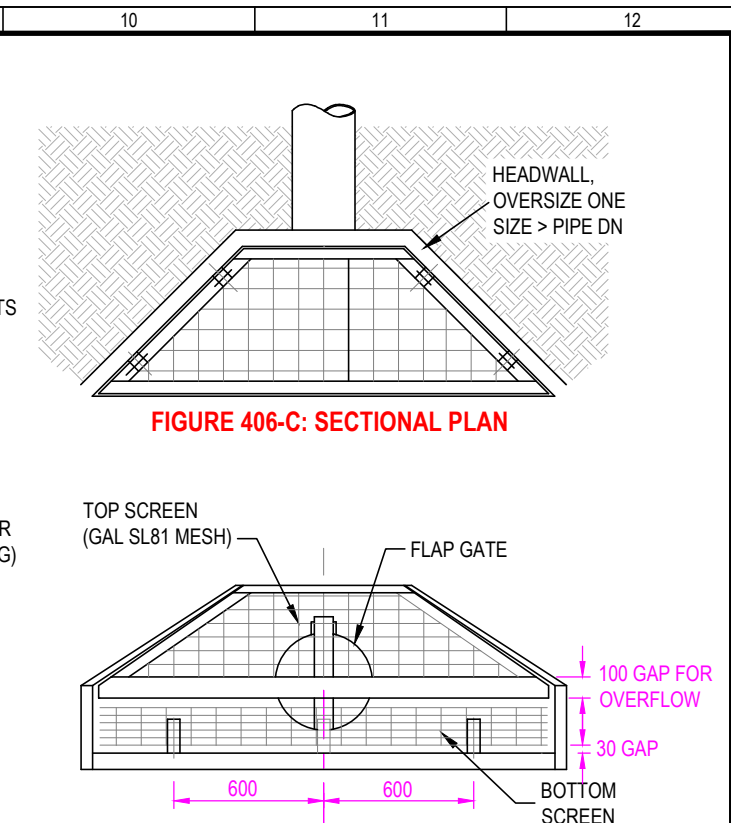 10
11
12
HEADWALL,
OVERSIZE ONE
SIZE > PIPE DN
TS
FIGURE 406-C: SECTIONAL PLAN
TOP SCREEN
(GAL SL81 MESH)
R
G)
FLAP GATE
100 GAP FOR
OVERFLOW
30 GAP
600
600
BOTTOM
SCREEN